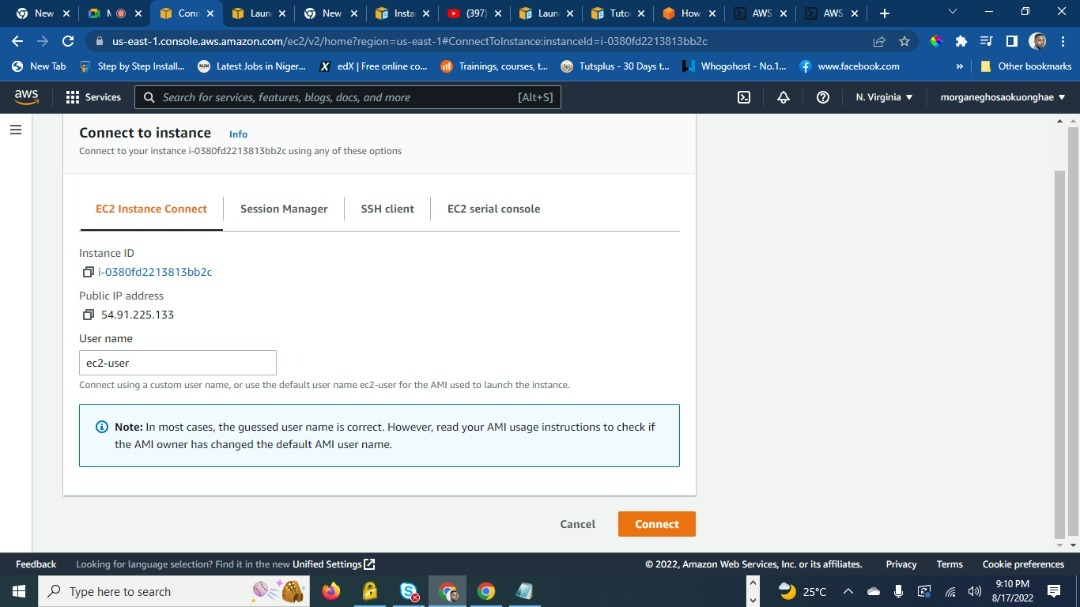 New
M
Conn
Laun
New
Insta
(397)
Laun
Tuto
How
AWS
AWS
us-east-1.console.aws.amazon.com/ec2/v2/home?region=us-east-1#ConnectToInstance:instanceId=i-0380fd2213813bb2c
New Tab
Step by Step Install...
Latest Jobs in Niger...
edX | Free online co...
Trainings, courses, t...
Tutsplus - 30 Days t...
Whogohost - No.1...
www.facebook.com
»
Other bookmarks
aws
Services
Search for services, features, blogs, docs, and more
[Alt+S]
N. Virginia
morganeghosaokuonghae
Connect to instance
Info
Connect to your instance i-0380fd2213813bb2c using any of these options
EC2 Instance Connect
Session Manager
SSH client
EC2 serial console
Instance ID
i-0380fd2213813bb2c
Public IP address
54.91.225.133
User name
ec2-user
Connect using a custom user name, or use the default user name ec2-user for the AMI used to launch the instance.
Note: In most cases, the guessed user name is correct. However, read your AMI usage instructions to check if
the AMI owner has changed the default AMI user name.
Cancel
Connect
Feedback
Looking for language selection? Find it in the new Unified Settings
© 2022, Amazon Web Services, Inc. or its affiliates.
Privacy
Terms
Cookie preferences
Type here to search
25°C
9:10 PM
8/17/2022